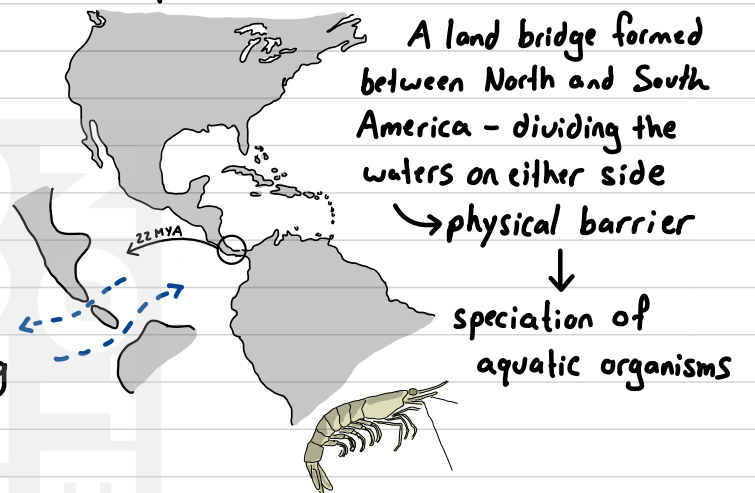 A land bridge formed
between North and South
America - dividing the
waters on either side
physical barrier
speciation of
aquatic organisms
22 MYA